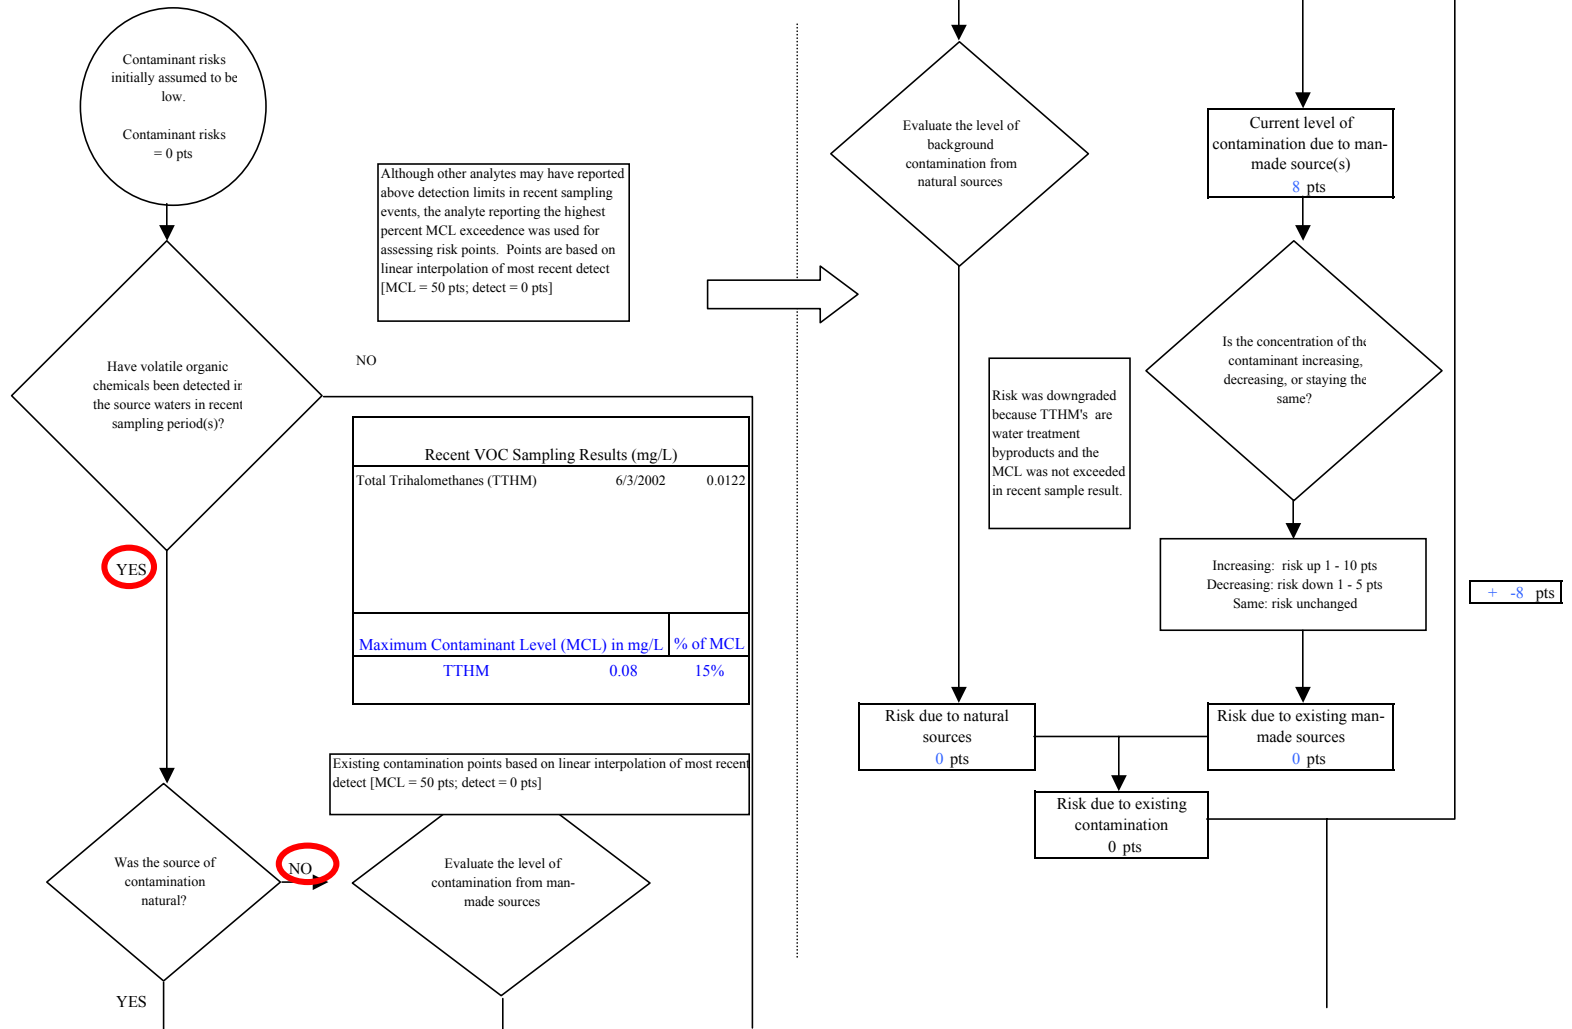 Contaminant risks
initially assumed to be
low.
Contaminant risks
= 0 pts
Although other analytes may have reported
above detection limits in recent sampling
events, the analyte reporting the highest
percent MCL exceedence was used for
assessing risk points.  Points are based on
linear interpolation of most recent detect
[MCL = 50 pts; detect = 0 pts]
Have volatile organic
chemicals been detected in
the source waters in recent
sampling period(s)?
NO
Recent VOC Sampling Results (mg/L)
Total Trihalomethanes (TTHM) 6/3/2002 0.0122
Maximum Contaminant Level (MCL) in mg/L % of MCL
TTHM 0.08 15%
YES
Existing contamination points based on linear interpolation of most recent
detect [MCL = 50 pts; detect = 0 pts]
Was the source of
contamination
natural?
NO
Evaluate the level of
contamination from man-
made sources
YES
Evaluate the level of
background
contamination from
natural sources
Current level of
contamination due to man-
made source(s)
8 pts
Is the concentration of the
contaminant increasing,
decreasing, or staying the
same?
Risk was downgraded
because TTHM's  are
water treatment
byproducts and the
MCL was not exceeded
in recent sample result.
Increasing:  risk up 1 - 10 pts
Decreasing: risk down 1 - 5 pts
Same: risk unchanged
+ -8 pts
Risk due to natural
sources
0 pts
Risk due to existing man-
made sources
0 pts
Risk due to existing
contamination
0 pts